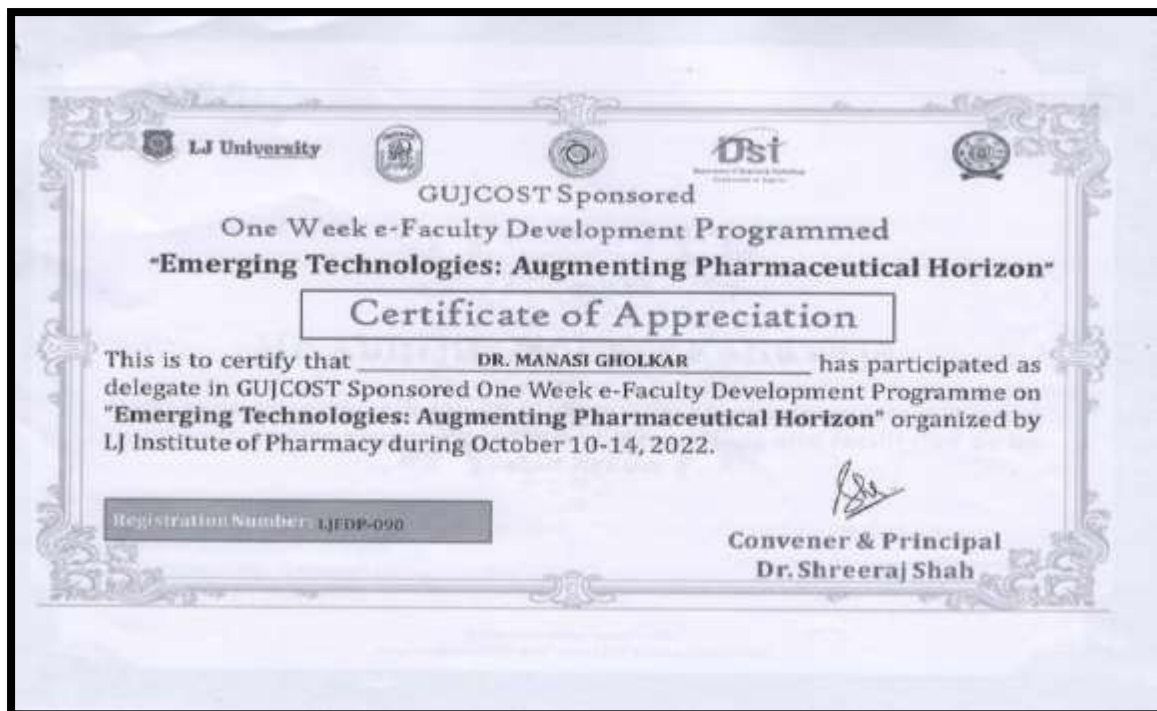 LJ University
Dst
GUJCOST Sponsored
One Week e-Faculty Development Programmed
"Emerging Technologies: Augmenting Pharmaceutical Horizon"
Certificate of Appreciation
This is to certify that DR. MANASI GHOLKAR has participated as
delegate in GUJCOST Sponsored One Week e-Faculty Development Programme on
"Emerging Technologies: Augmenting Pharmaceutical Horizon" organized by
LJ Institute of Pharmacy during October 10-14, 2022.
Registration Number: LJFDP-090
Convener & Principal
Dr. Shreeraj Shah